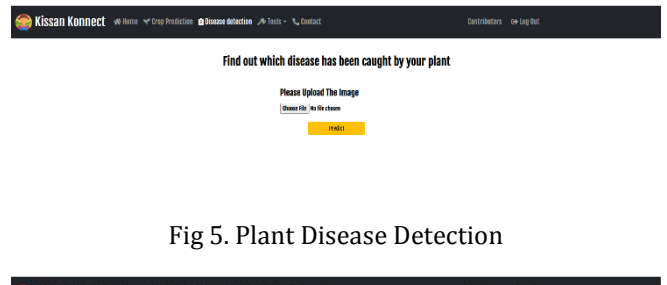 Kissan Konnect Home Crop Prediction Disease detection Tools Contact Contributors Log Out
Find out which disease has been caught by your plant
Please Upload The Image
Choose File No file chosen
Predict
Fig 5. Plant Disease Detection